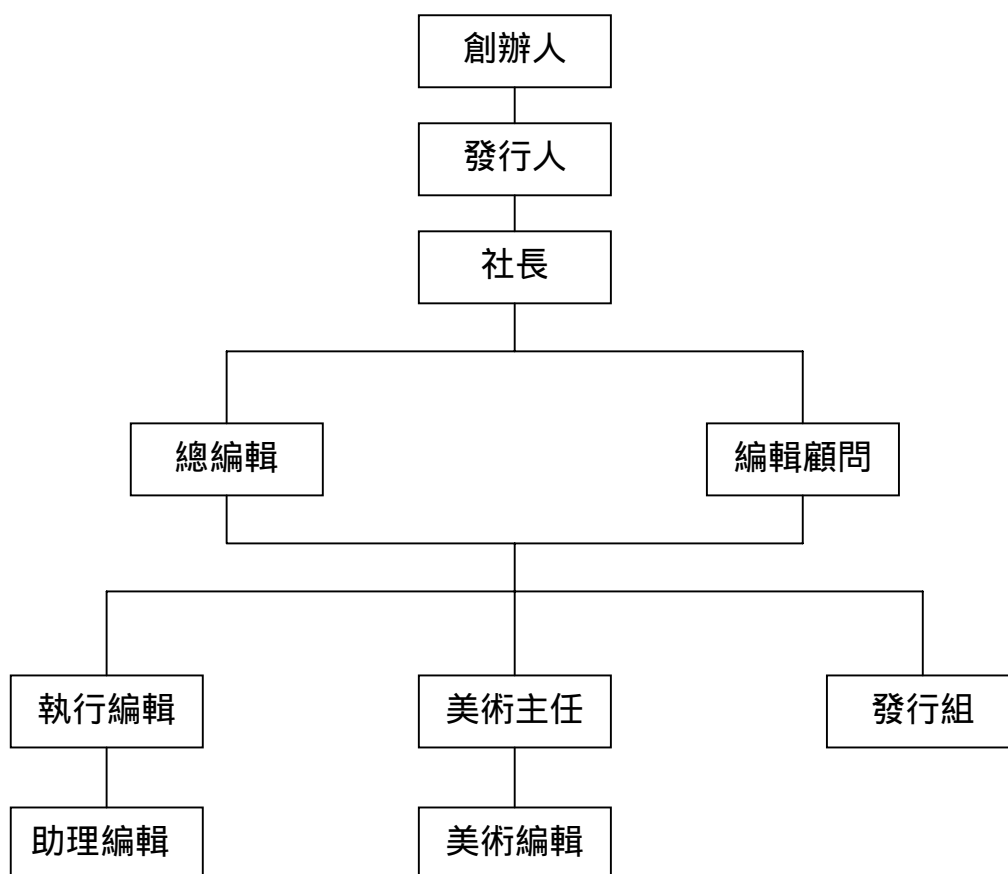 創辦人
發行人
社長
總編輯
編輯顧問
執行編輯
美術主任
發行組
助理編輯
美術編輯